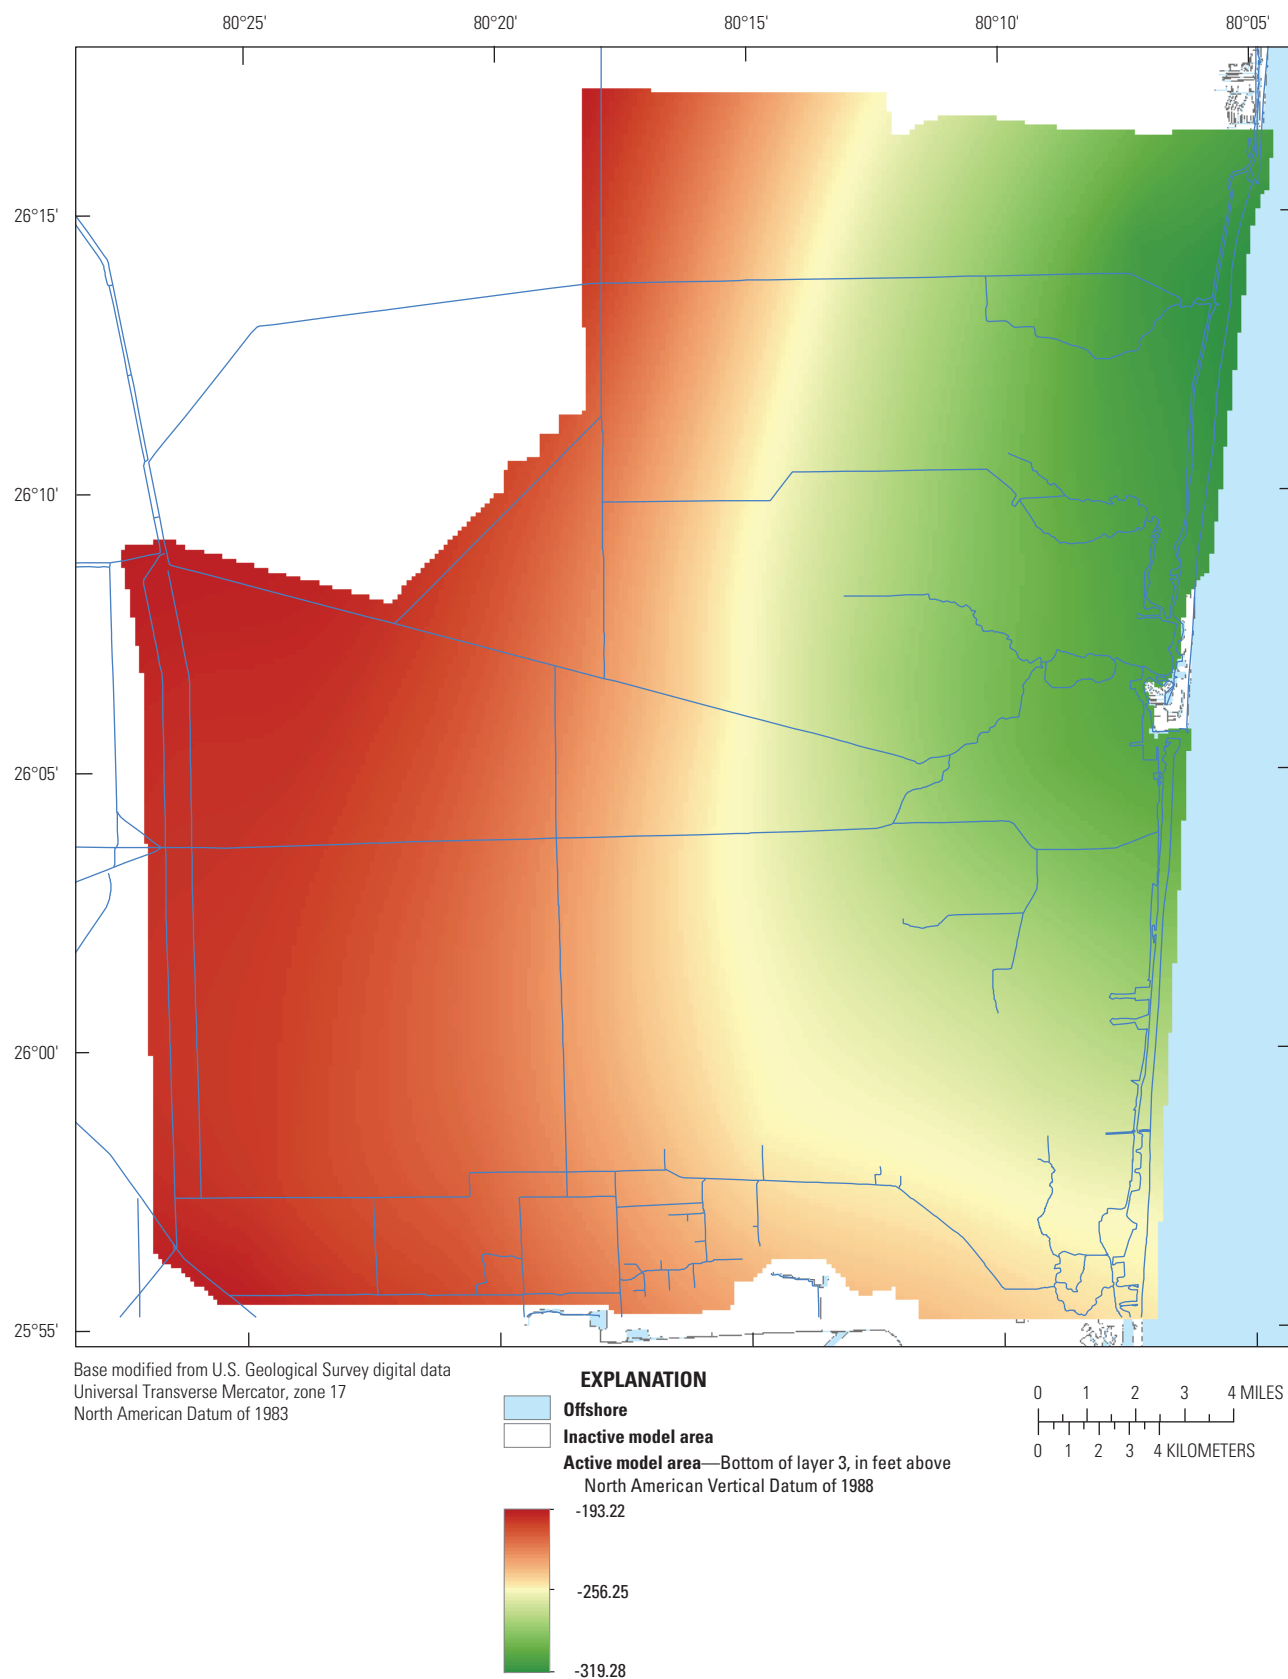 80°25'
80°20'
80°15'
80°10'
80°05'
26°15'
26°10'
26°05'
26°00'
25°55'
Base modified from U.S. Geological Survey digital data
Universal Transverse Mercator, zone 17
North American Datum of 1983
EXPLANATION
Offshore
Inactive model area
Active model area—Bottom of layer 3, in feet above
North American Vertical Datum of 1988
-193.22
-256.25
-319.28
0 1 2 3 4 MILES
0 1 2 3 4 KILOMETERS